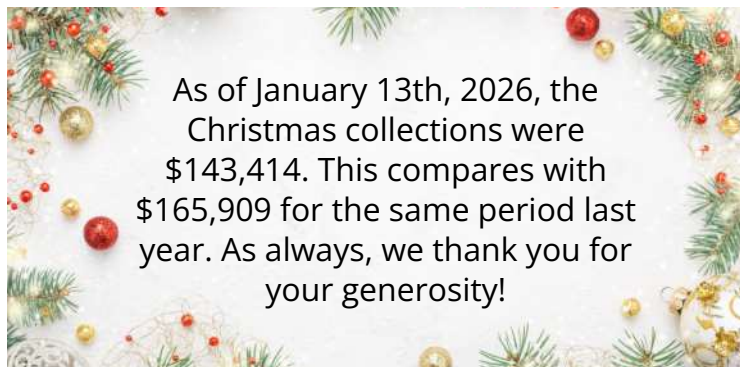 As of January 13th, 2026, the
Christmas collections were
$143,414. This compares with
$165,909 for the same period last
year. As always, we thank you for
your generosity!